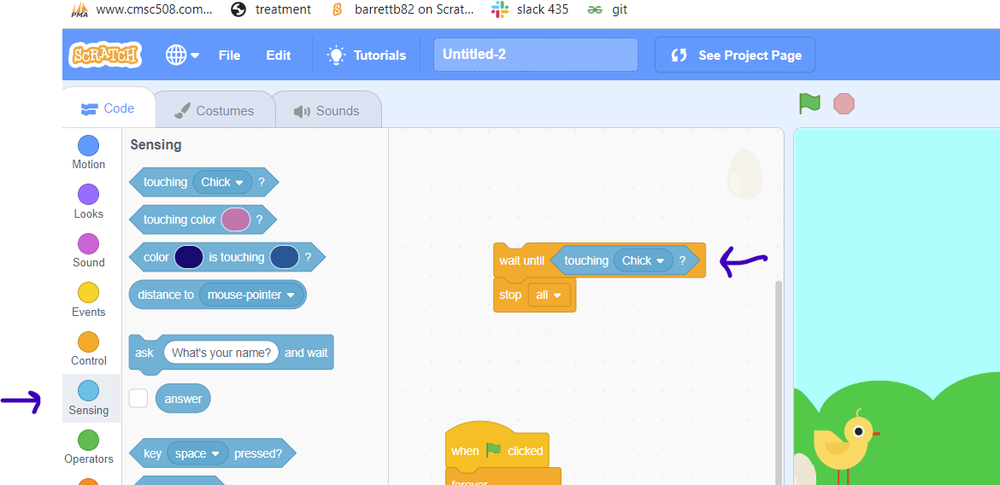 www.cmsc508.com...
treatment
barrettb82 on Scrat...
slack 435
git
PMA
SCRATCH
File
Edit
Tutorials
Untitled-2
See Project Page
Code
Costumes
Sounds
Motion
Looks
Sound
Events
Control
Sensing
Operators
Sensing
touching Chick ?
touching color ?
color is touching ?
distance to mouse-pointer
ask What's your name? and wait
answer
key space pressed?
wait until touching Chick ?
stop all
when clicked
forever